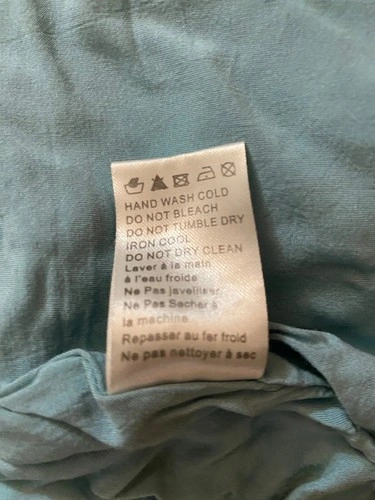 HAND WASH COLD
DO NOT BLEACH
DO NOT TUMBLE DRY
IRON COOL
DO NOT DRY CLEAN
Laver à la main
à l'eau froide
Ne Pas javelliser
Ne Pas Secher à
la machine
Repasser au fer froid
Ne pas nettoyer à sec